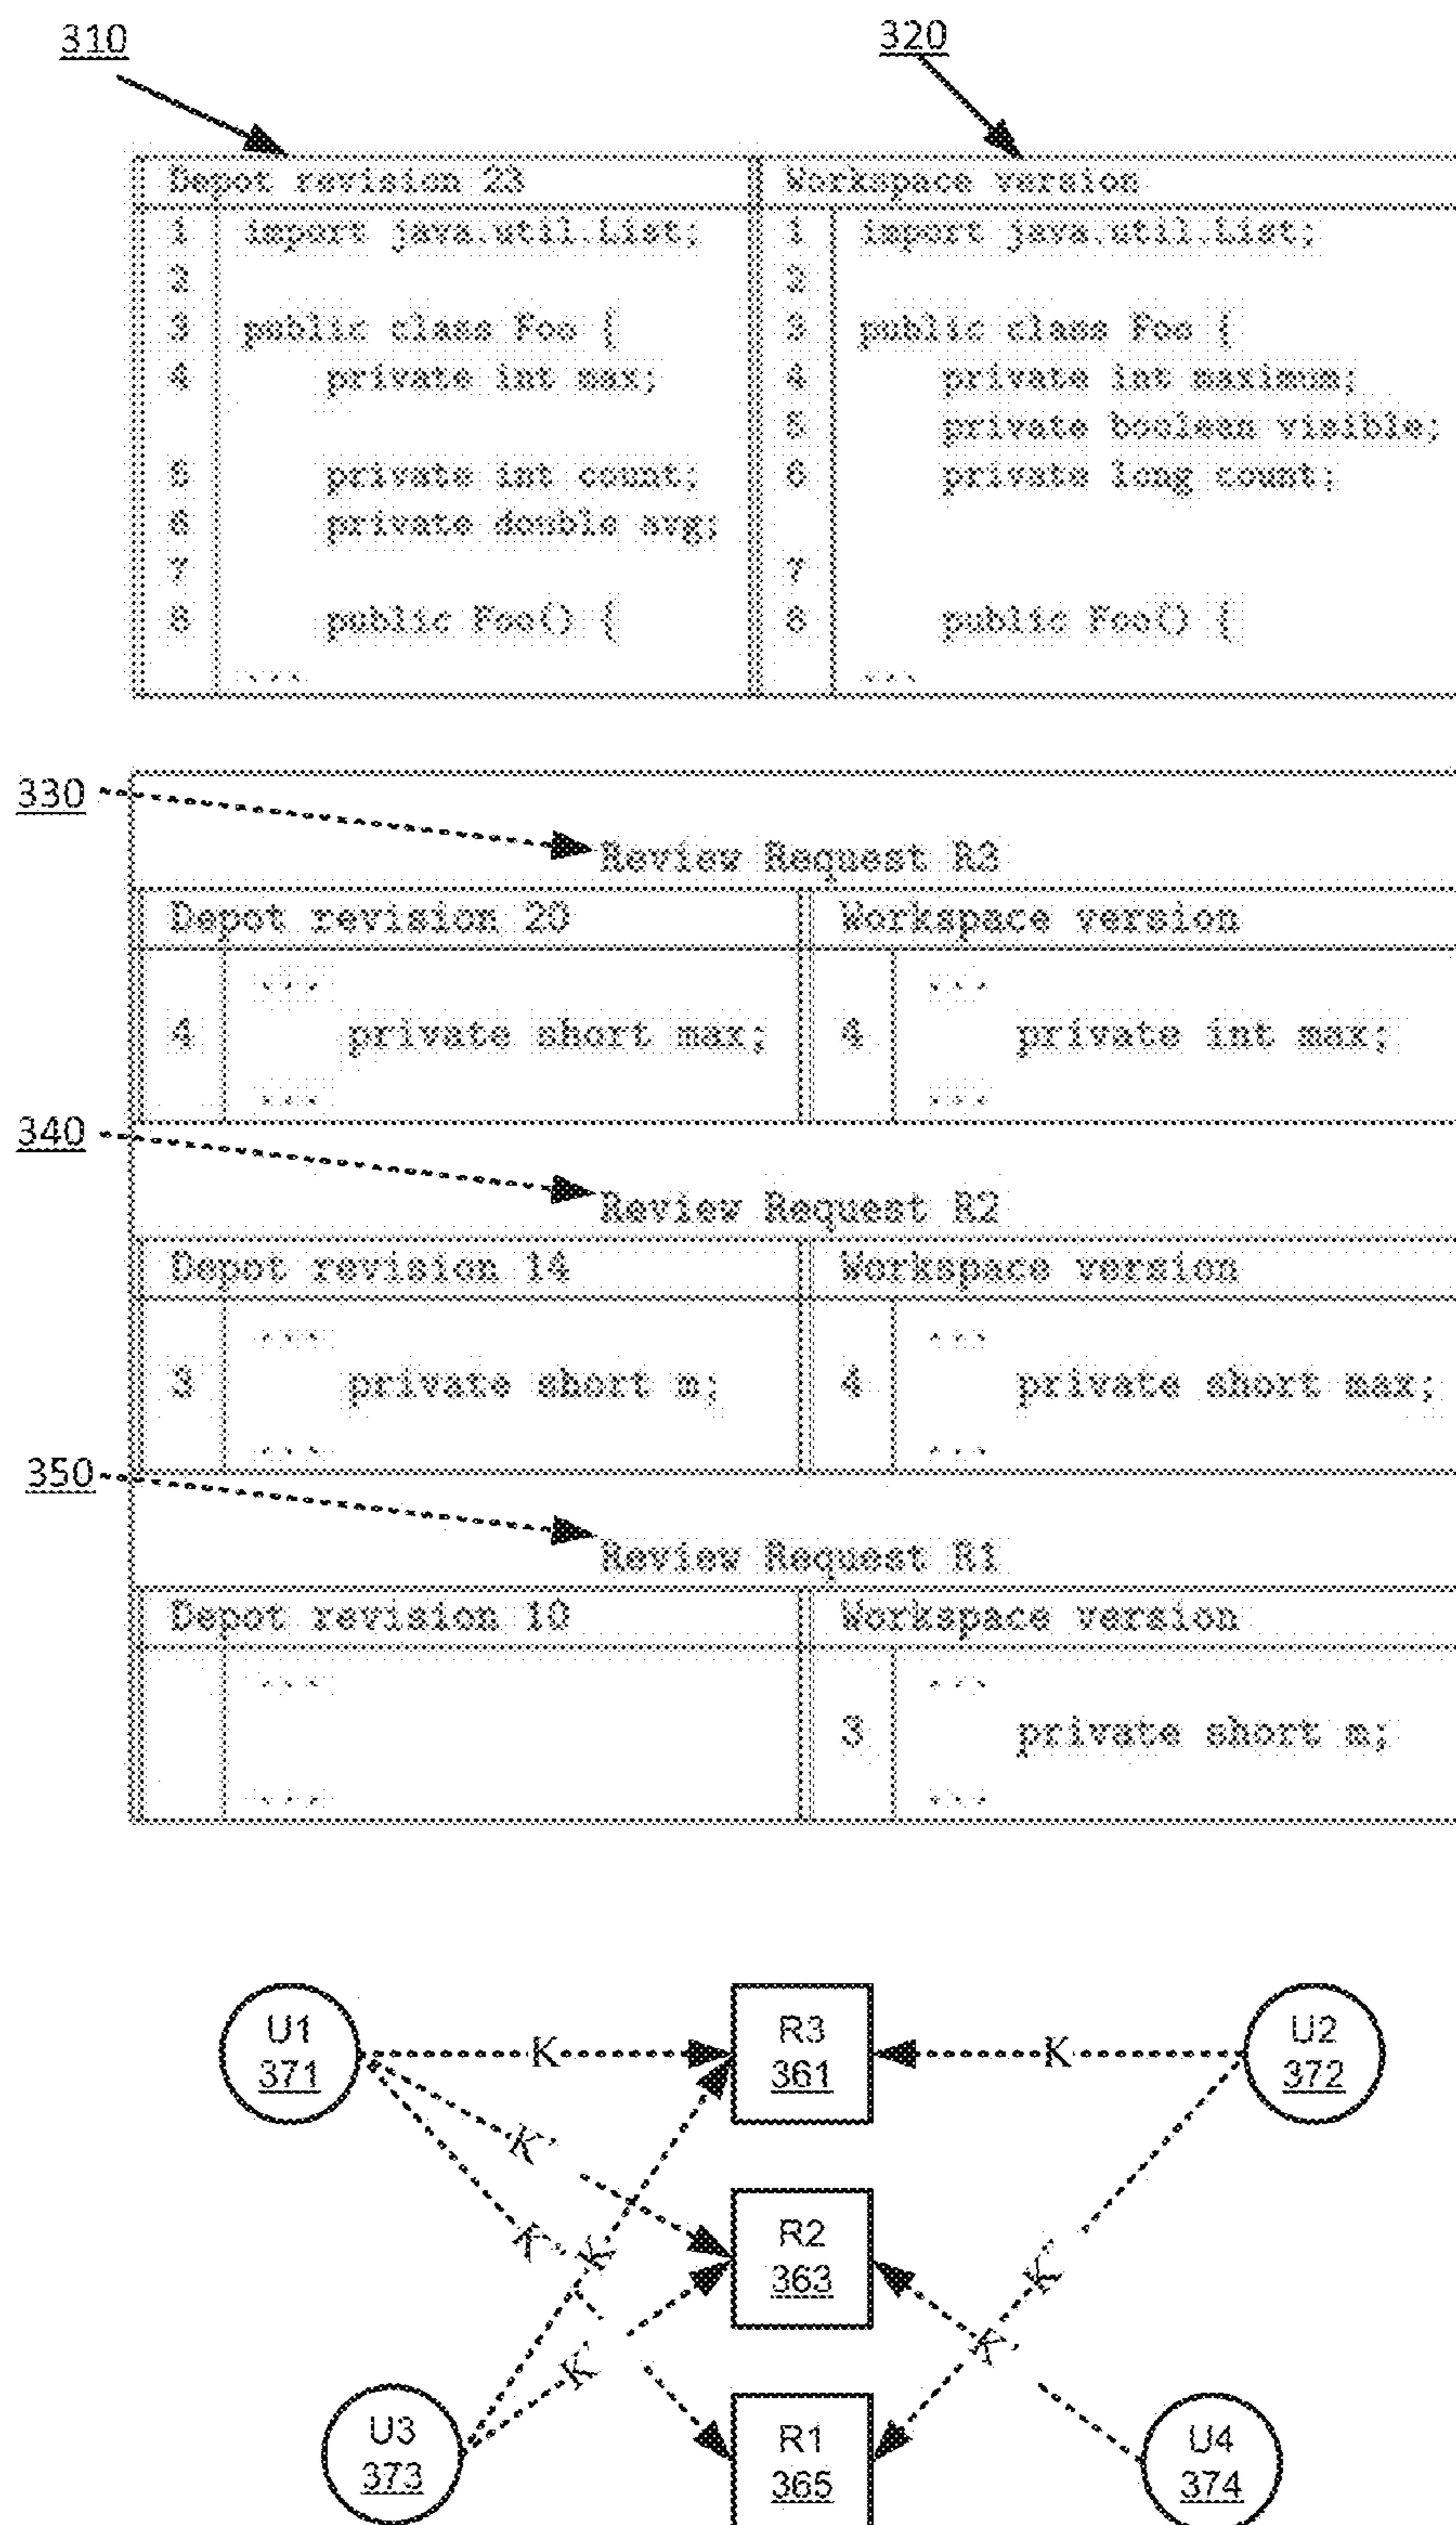 310 320
Depot revision 23 Workspace version
1 import java.util.List; 1 import java.util.List;
2 2
3 public class Foo { 3 public class Foo {
4 private int max; 4 private int maximum;
5 private boolean visible;
5 private int count; 6 private long count;
6 private double avg;
7 7
8 public Foo() { 8 public Foo() {
... ...
330
Review Request R3
Depot revision 20 Workspace version
... ...
4 private short max; 4 private int max;
... ...
340
Review Request R2
Depot revision 14 Workspace version
... ...
3 private short m; 4 private short max;
... ...
350
Review Request R1
Depot revision 10 Workspace version
... ...
3 private short m;
... ...
U1 R3 U2
371 K 361 K 372
K'
K' K R2
363 K'
K' K'
U3 R1 U4
373 365 374